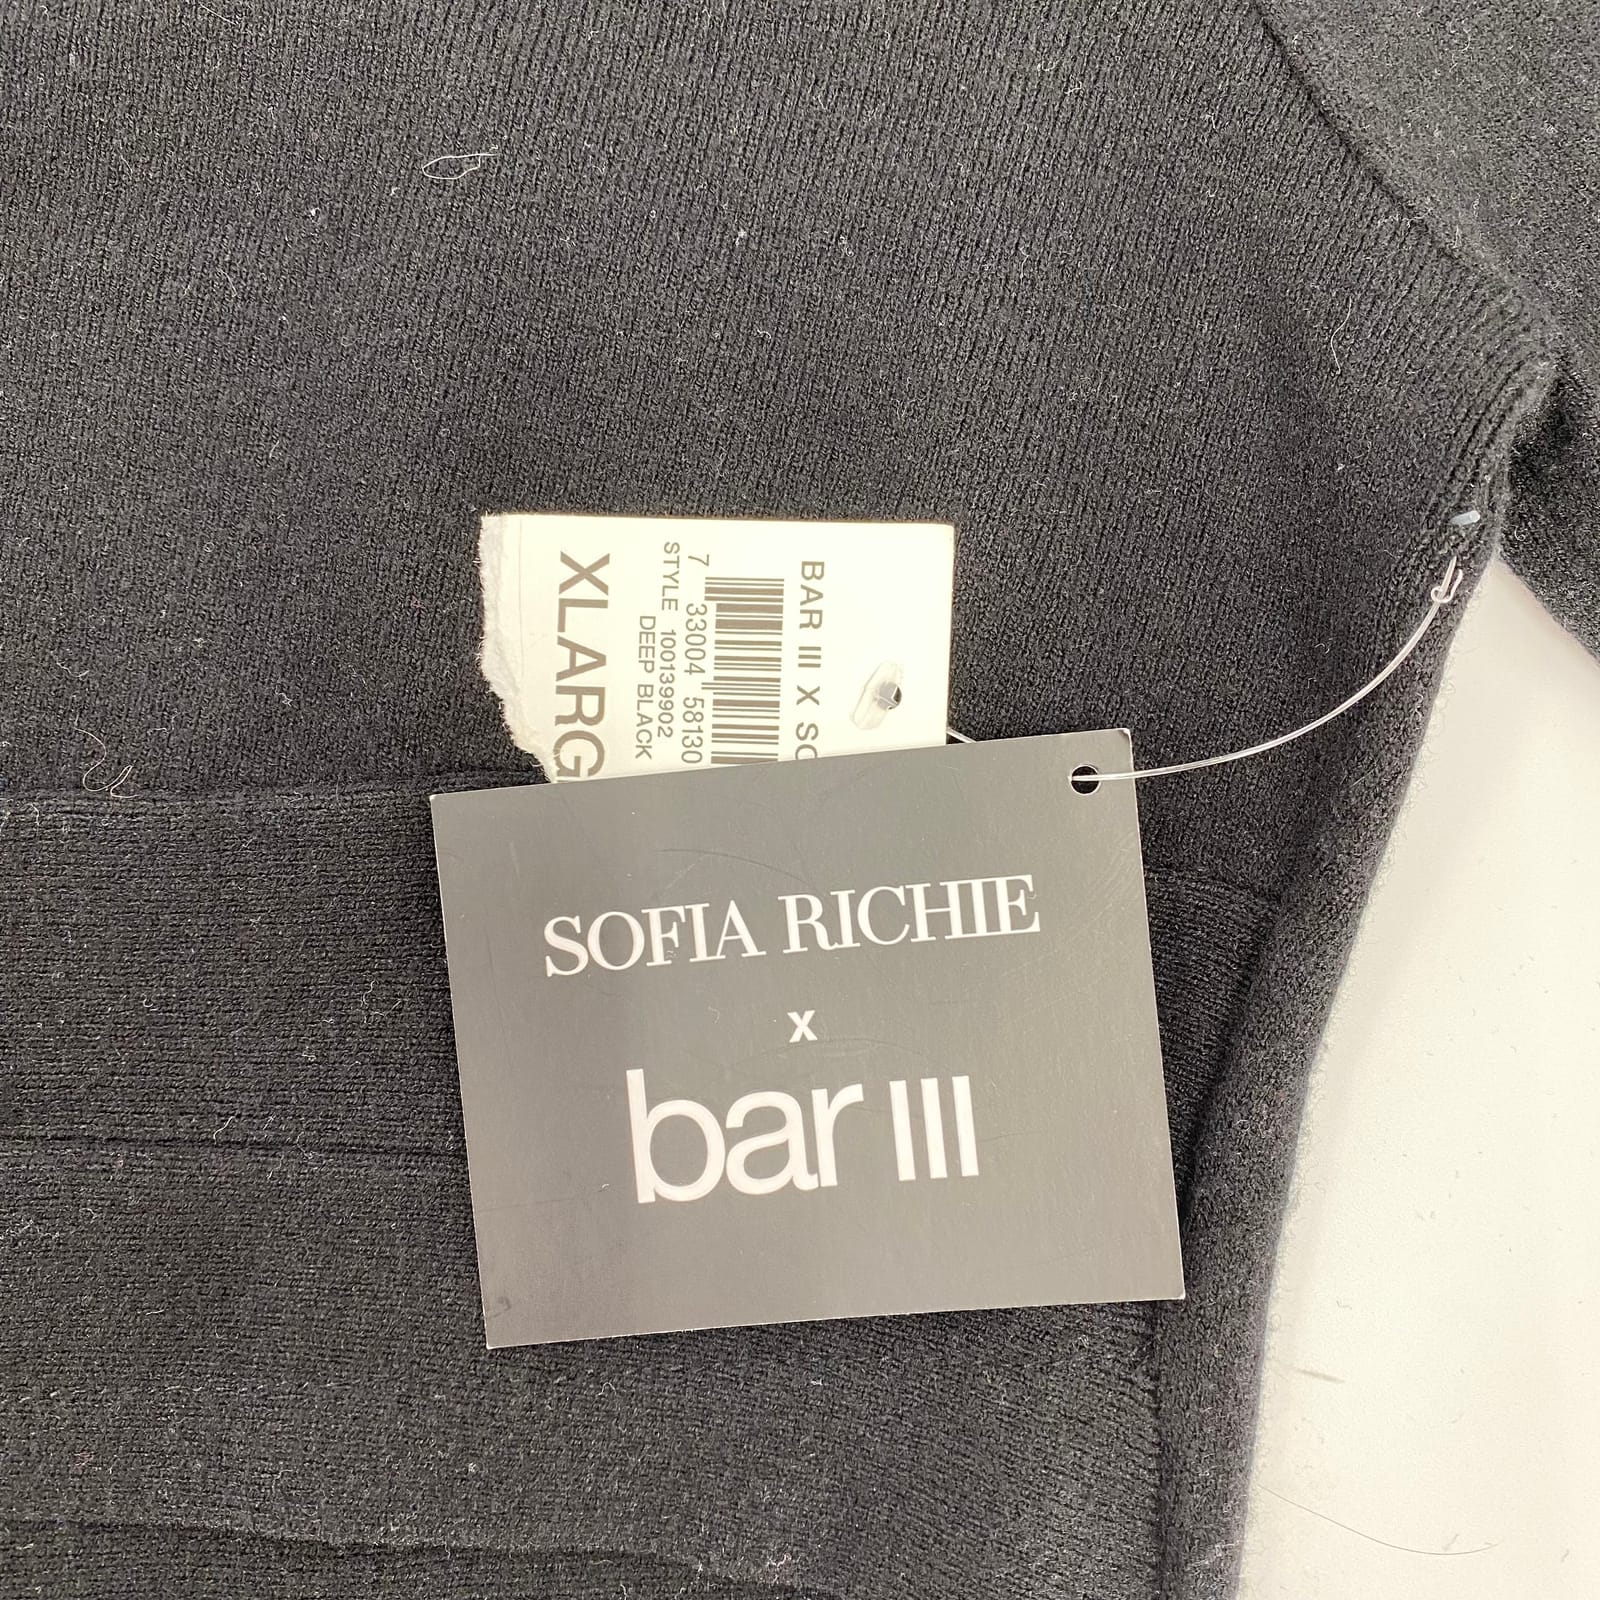 BAR III X SO
7 33004 58130
STYLE 100139902
DEEP BLACK
XLARG
SOFIA RICHIE
x
bar III